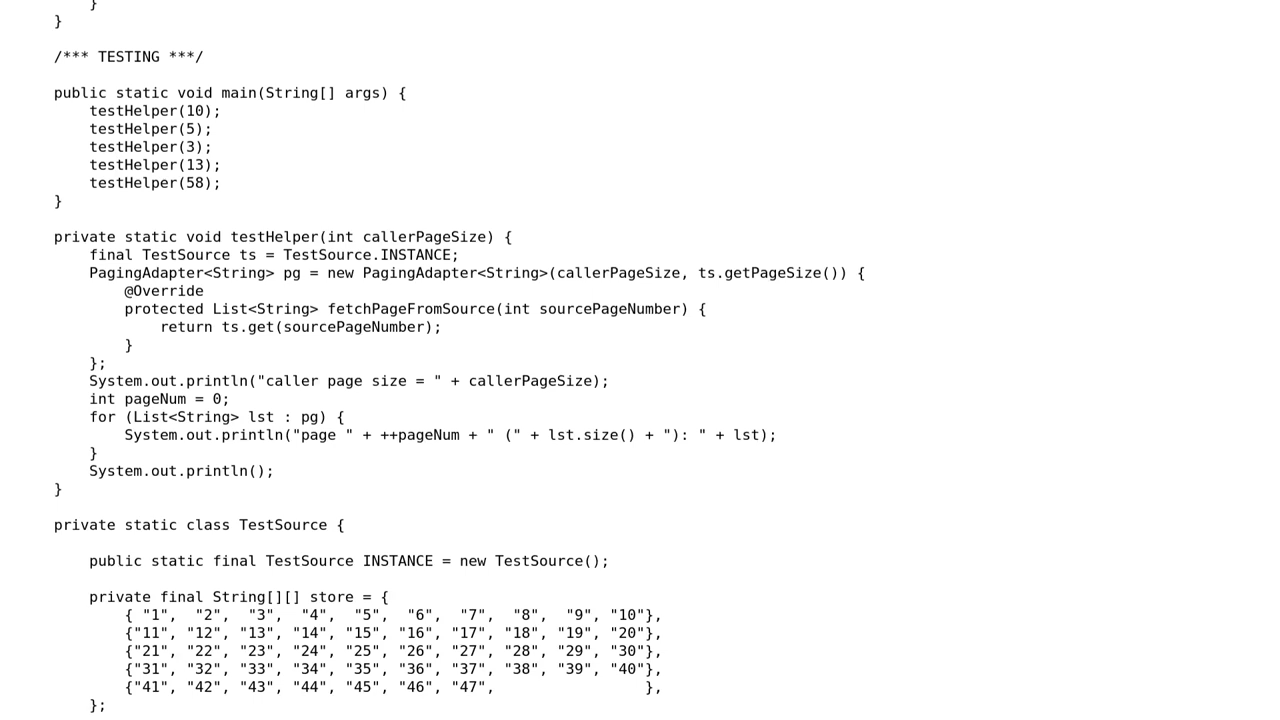 }
}
/*** TESTING ***/
public static void main(String[] args) {
    testHelper(10);
    testHelper(5);
    testHelper(3);
    testHelper(13);
    testHelper(58);
}
private static void testHelper(int callerPageSize) {
    final TestSource ts = TestSource.INSTANCE;
    PagingAdapter<String> pg = new PagingAdapter<String>(callerPageSize, ts.getPageSize()) {
        @Override
        protected List<String> fetchPageFromSource(int sourcePageNumber) {
            return ts.get(sourcePageNumber);
        }
    };
    System.out.println("caller page size = " + callerPageSize);
    int pageNum = 0;
    for (List<String> lst : pg) {
        System.out.println("page " + ++pageNum + " (" + lst.size() + "): " + lst);
    }
    System.out.println();
}
private static class TestSource {
    public static final TestSource INSTANCE = new TestSource();
    private final String[][] store = {
        { "1",  "2",  "3",  "4",  "5",  "6",  "7",  "8",  "9", "10"},
        {"11", "12", "13", "14", "15", "16", "17", "18", "19", "20"},
        {"21", "22", "23", "24", "25", "26", "27", "28", "29", "30"},
        {"31", "32", "33", "34", "35", "36", "37", "38", "39", "40"},
        {"41", "42", "43", "44", "45", "46", "47",                 },
    };